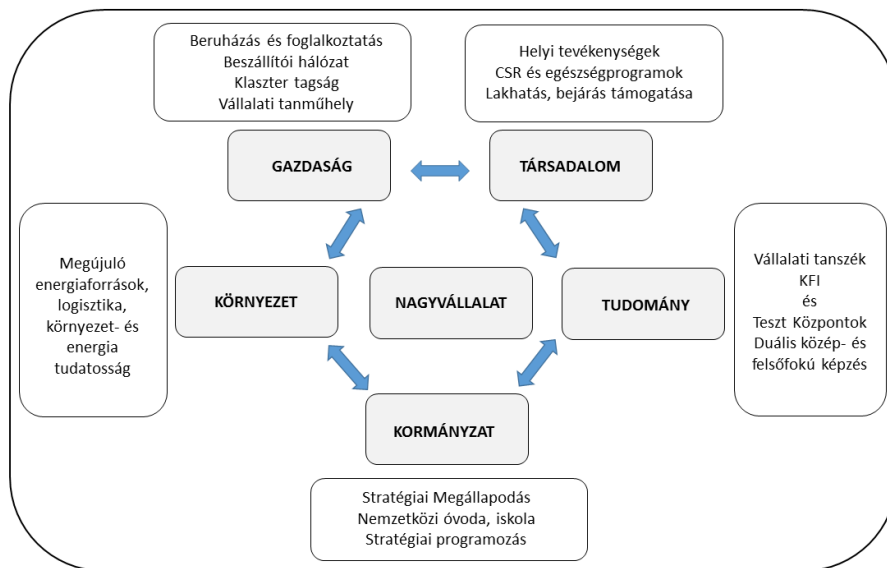 Beruházás és foglalkoztatás
Beszállítói hálózat
Klaszter tagság
Vállalati tanműhely
Helyi tevékenységek
CSR és egészségprogramok
Lakhatás, bejárás támogatása
GAZDASÁG
TÁRSADALOM
Megújuló
energiaforrások,
logisztika,
környezet- és
energia
tudatosság
KÖRNYEZET
NAGYVÁLLALAT
TUDOMÁNY
Vállalati tanszék
KFI
és
Teszt Központok
Duális közép- és
felsőfokú képzés
KORMÁNYZAT
Stratégiai Megállapodás
Nemzetközi óvoda, iskola
Stratégiai programozás